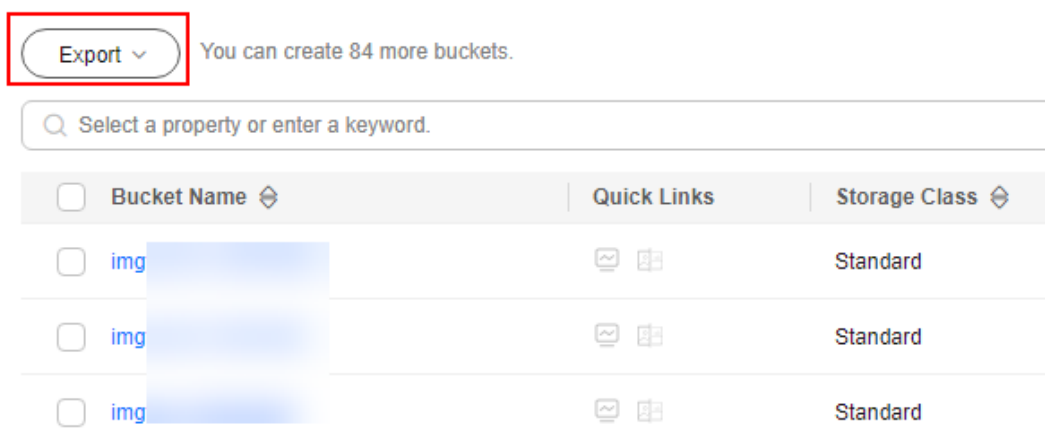 Export You can create 84 more buckets.
Select a property or enter a keyword.
Bucket Name Quick Links Storage Class
img Standard
img Standard
img Standard